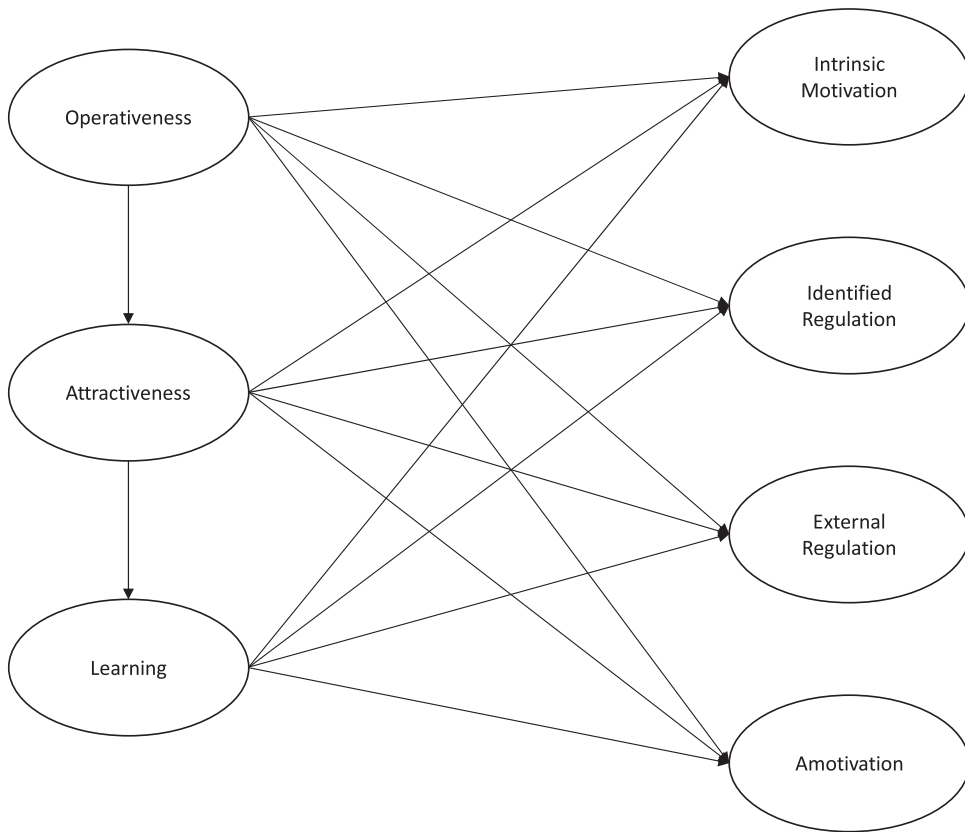 Operativeness
Attractiveness
Learning
Intrinsic
Motivation
Identified
Regulation
External
Regulation
Amotivation